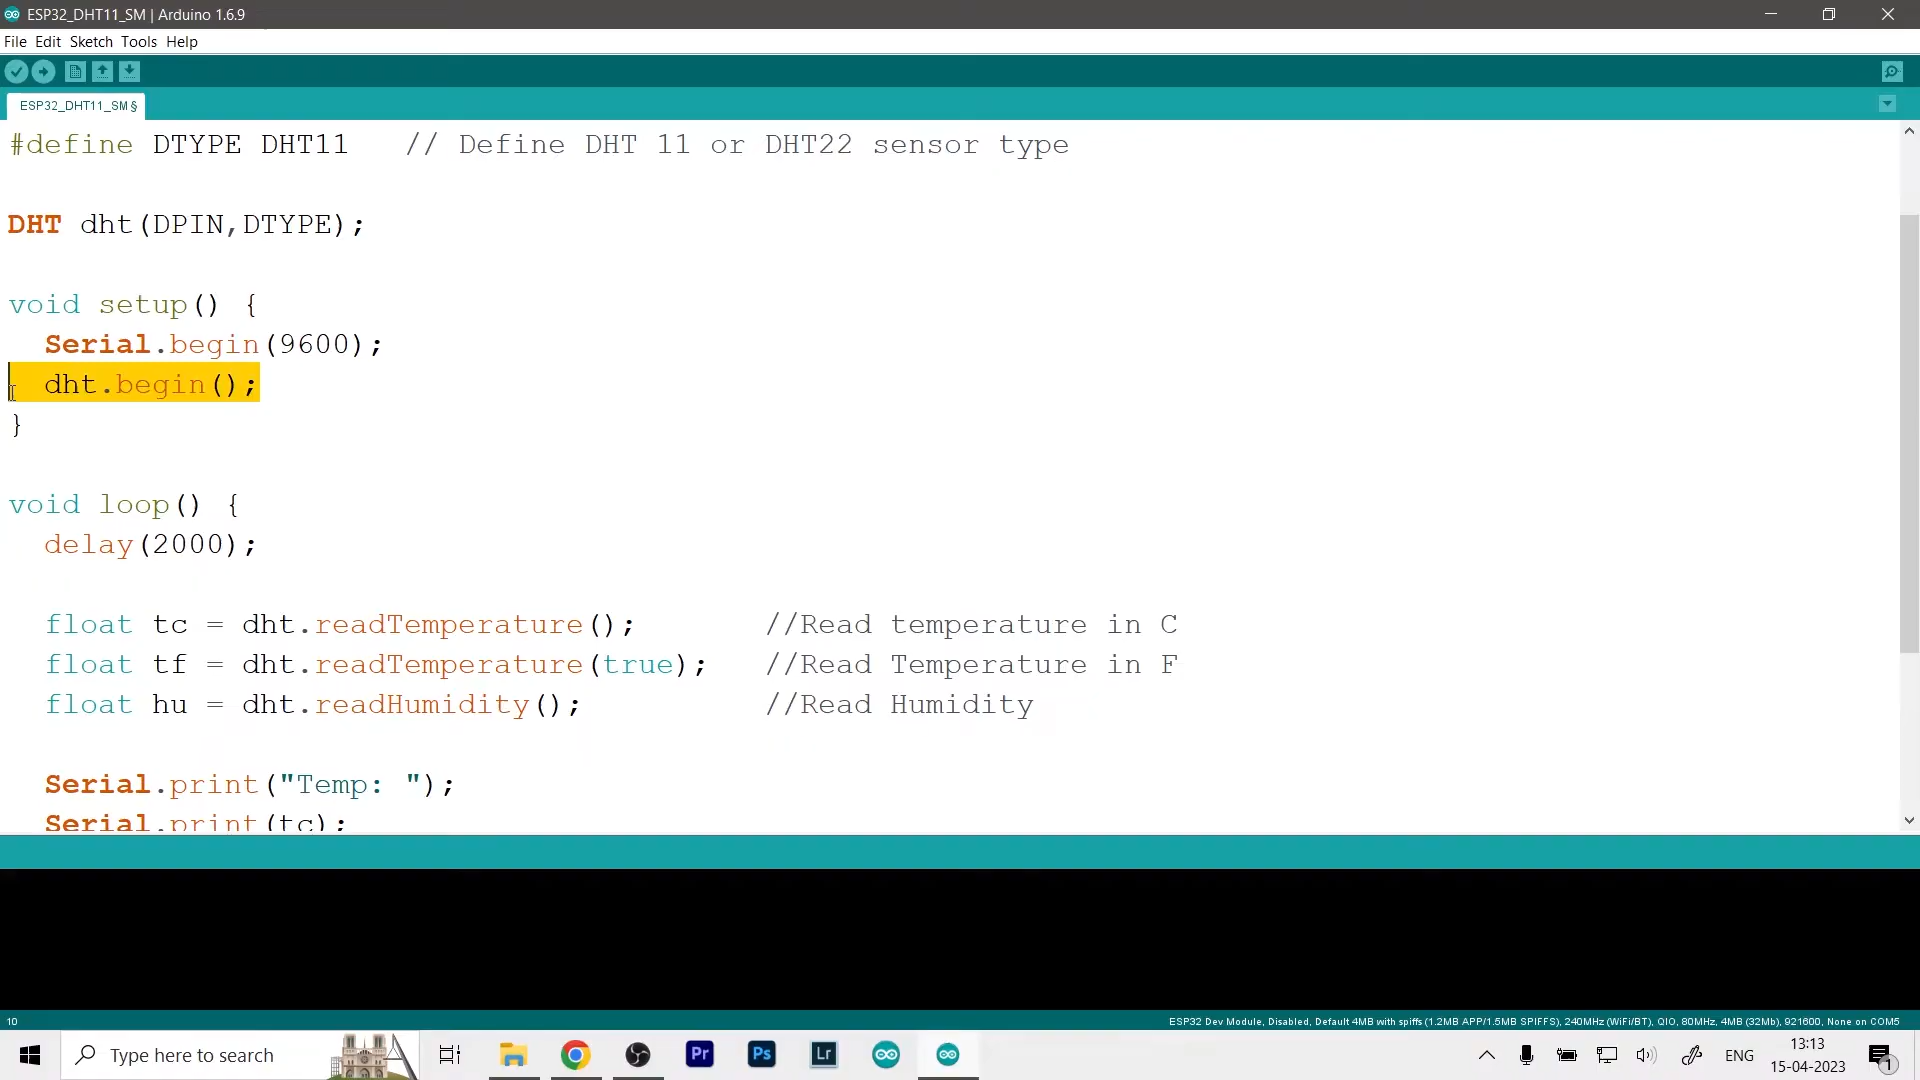 ESP32_DHT11_SM | Arduino 1.6.9
File Edit Sketch Tools Help
ESP32_DHT11_SM §
#define DTYPE DHT11   // Define DHT 11 or DHT22 sensor type
DHT dht(DPIN,DTYPE);
void setup() {
  Serial.begin(9600);
  dht.begin();
}
void loop() {
  delay(2000);
  float tc = dht.readTemperature();       //Read temperature in C
  float tf = dht.readTemperature(true);   //Read Temperature in F
  float hu = dht.readHumidity();          //Read Humidity
  Serial.print("Temp: ");
  Serial.print(tc);
10
ESP32 Dev Module, Disabled, Default 4MB with spiffs (1.2MB APP/1.5MB SPIFFS), 240MHz (WiFi/BT), QIO, 80MHz, 4MB (32Mb), 921600, None on COM5
Type here to search
Pr
Ps
Lr
ENG
13:13
15-04-2023
1